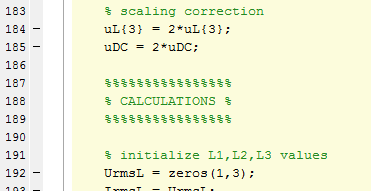 183 % scaling correction
184 – uL{3} = 2*uL{3};
185 – uDC = 2*uDC;
186
187 %%%%%%%%%%%%%%%%
188 % CALCULATIONS %
189 %%%%%%%%%%%%%%%%
190
191 % initialize L1,L2,L3 values
192 – UrmsL = zeros(1,3);
193 – IrmsL = UrmsL;